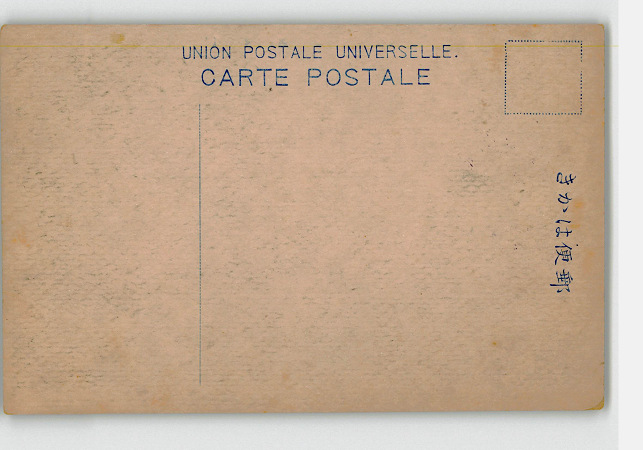 UNION POSTALE UNIVERSELLE.
CARTE POSTALE
きかは便郵